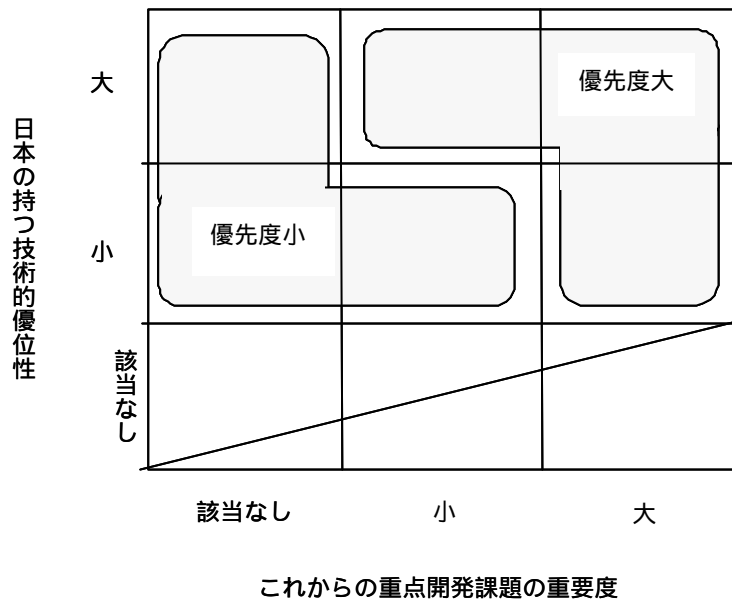 日本の持つ技術的優位性
大
優先度大
小
優先度小
該当なし
該当なし
小
大
これからの重点開発課題の重要度